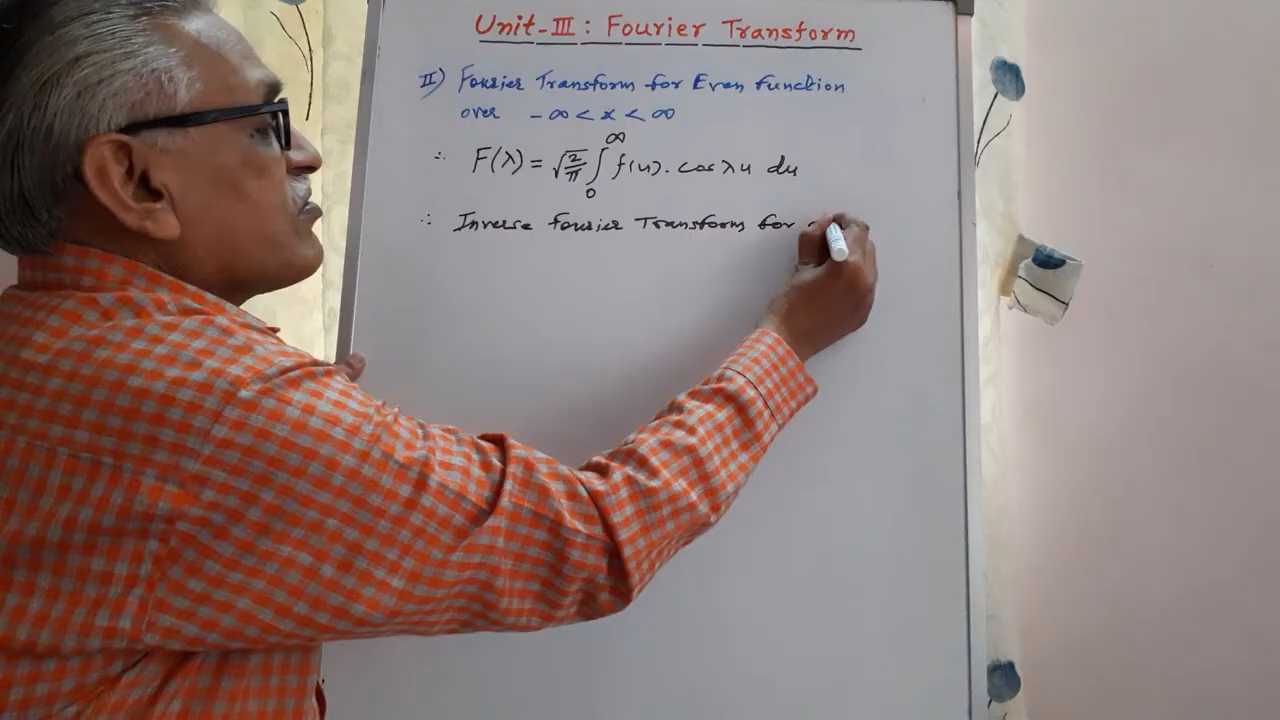 Unit-III : Fourier Transform
II) Fourier Transform for Even function
over -∞ < x < ∞
∴ F(λ) = √2/π ∫₀^∞ f(u). cos λu du
∴ Inverse Fourier Transform for